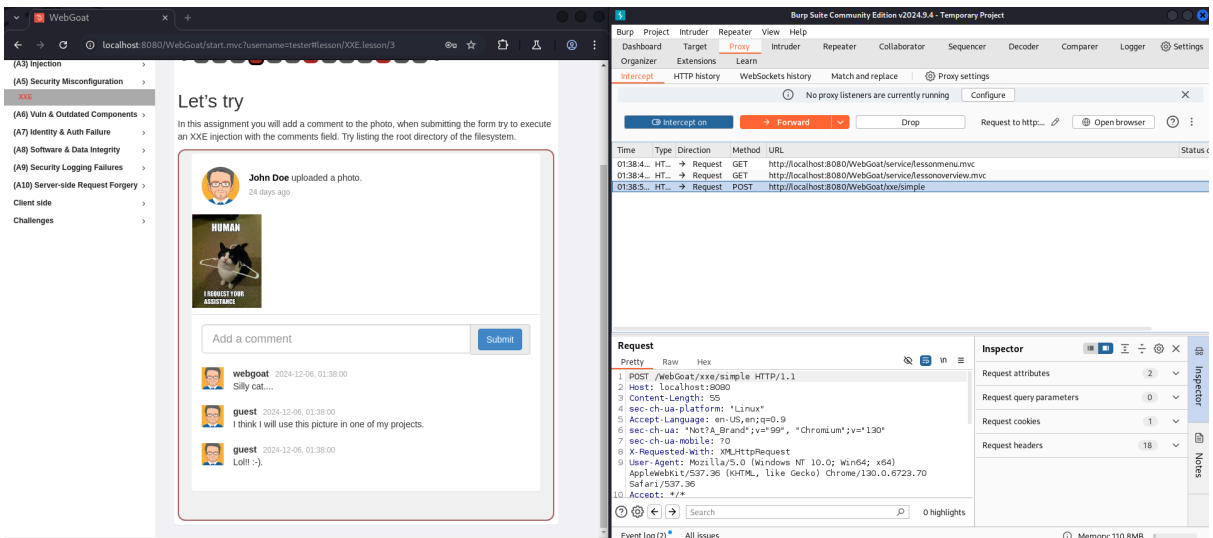 WebGoat
localhost:8080/WebGoat/start.mvc?username=tester#lesson/XXE.lesson/3
(A3) Injection
(A5) Security Misconfiguration
XXE
(A6) Vuln & Outdated Components
(A7) Identity & Auth Failure
(A8) Software & Data Integrity
(A9) Security Logging Failures
(A10) Server-side Request Forgery
Client side
Challenges
Let's try
In this assignment you will add a comment to the photo, when submitting the form try to execute
an XXE injection with the comments field. Try listing the root directory of the filesystem.
John Doe uploaded a photo.
24 days ago
HUMAN
I REQUEST YOUR
ASSISTANCE
Add a comment
Submit
webgoat 2024-12-06, 01:38:00
Silly cat....
guest 2024-12-06, 01:38:00
I think I will use this picture in one of my projects.
guest 2024-12-06, 01:38:00
Lol!! :-).
Burp Suite Community Edition v2024.9.4 - Temporary Project
Burp Project Intruder Repeater View Help
Dashboard Target Proxy Intruder Repeater Collaborator Sequencer Decoder Comparer Logger Settings
Organizer Extensions Learn
Intercept HTTP history WebSockets history Match and replace Proxy settings
No proxy listeners are currently running Configure
Intercept on Forward Drop Request to http:... Open browser
Time Type Direction Method URL Status c
01:38:4... HT... → Request GET http://localhost:8080/WebGoat/service/lessonmenu.mvc
01:38:4... HT... → Request GET http://localhost:8080/WebGoat/service/lessonoverview.mvc
01:38:5... HT... → Request POST http://localhost:8080/WebGoat/xxe/simple
Request
Pretty Raw Hex
\n
1 POST /WebGoat/xxe/simple HTTP/1.1
2 Host: localhost:8080
3 Content-Length: 55
4 sec-ch-ua-platform: "Linux"
5 Accept-Language: en-US,en;q=0.9
6 sec-ch-ua: "Not?A_Brand";v="99", "Chromium";v="130"
7 sec-ch-ua-mobile: ?0
8 X-Requested-With: XMLHttpRequest
9 User-Agent: Mozilla/5.0 (Windows NT 10.0; Win64; x64)
AppleWebKit/537.36 (KHTML, like Gecko) Chrome/130.0.6723.70
Safari/537.36
10 Accept: */*
Search
0 highlights
Inspector
Request attributes 2
Request query parameters 0
Request cookies 1
Request headers 18
Inspector
Notes
Event log (2) All issues
Memory: 110.8MB